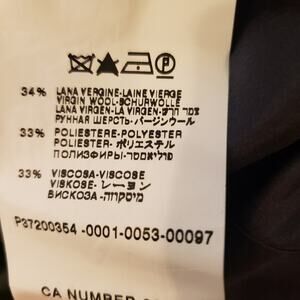 34% LANA VERGINE-LAINE VIERGE
VIRGIN WOOL-SCHURWOLLE
LANA VIRGEN-LA VIRGEN-צמר חדש
РУННАЯ ШЕРСТЬ-バージンウール
33% POLIESTERE-POLYESTER
POLIESTER-ポリエステル
ПОЛИЭФИРЫ-פוליאסטר
33% VISCOSA-VISCOSE
VISKOSE-レーヨン
ВИСКОЗА-
P37200354 -0001-0053-00097
CA NUMBER